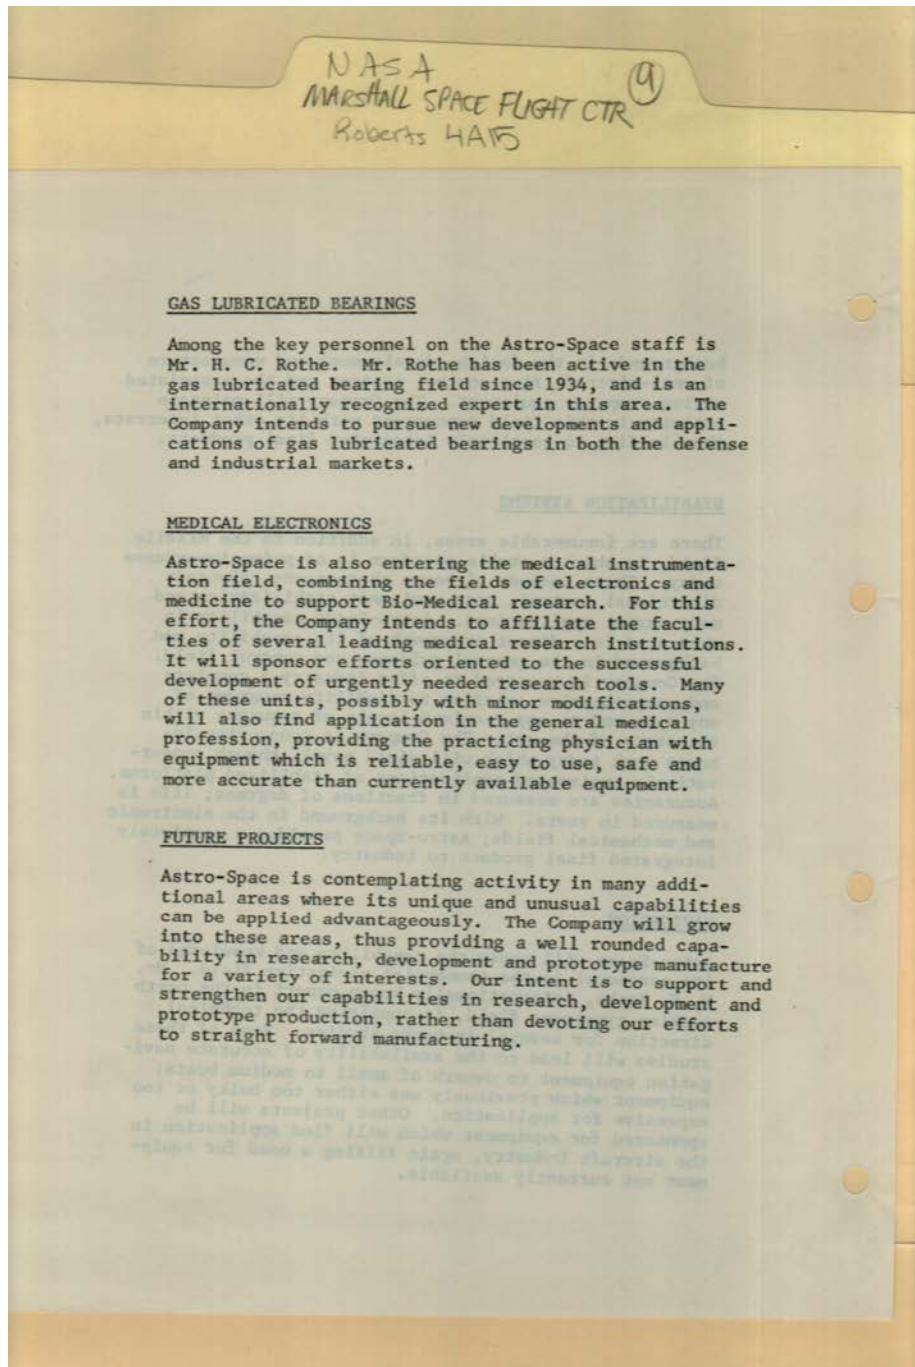 NASA
9
MARSHALL SPACE FLIGHT CTR
Roberts 4A15
GAS LUBRICATED BEARINGS
Among the key personnel on the Astro-Space staff is
Mr. H. C. Rothe. Mr. Rothe has been active in the
gas lubricated bearing field since 1934, and is an
internationally recognized expert in this area. The
Company intends to pursue new developments and appli-
cations of gas lubricated bearings in both the defense
and industrial markets.
MEDICAL ELECTRONICS
Astro-Space is also entering the medical instrumenta-
tion field, combining the fields of electronics and
medicine to support Bio-Medical research. For this
effort, the Company intends to affiliate the facul-
ties of several leading medical research institutions.
It will sponsor efforts oriented to the successful
development of urgently needed research tools. Many
of these units, possibly with minor modifications,
will also find application in the general medical
profession, providing the practicing physician with
equipment which is reliable, easy to use, safe and
more accurate than currently available equipment.
FUTURE PROJECTS
Astro-Space is contemplating activity in many addi-
tional areas where its unique and unusual capabilities
can be applied advantageously. The Company will grow
into these areas, thus providing a well rounded capa-
bility in research, development and prototype manufacture
for a variety of interests. Our intent is to support and
strengthen our capabilities in research, development and
prototype production, rather than devoting our efforts
to straight forward manufacturing.